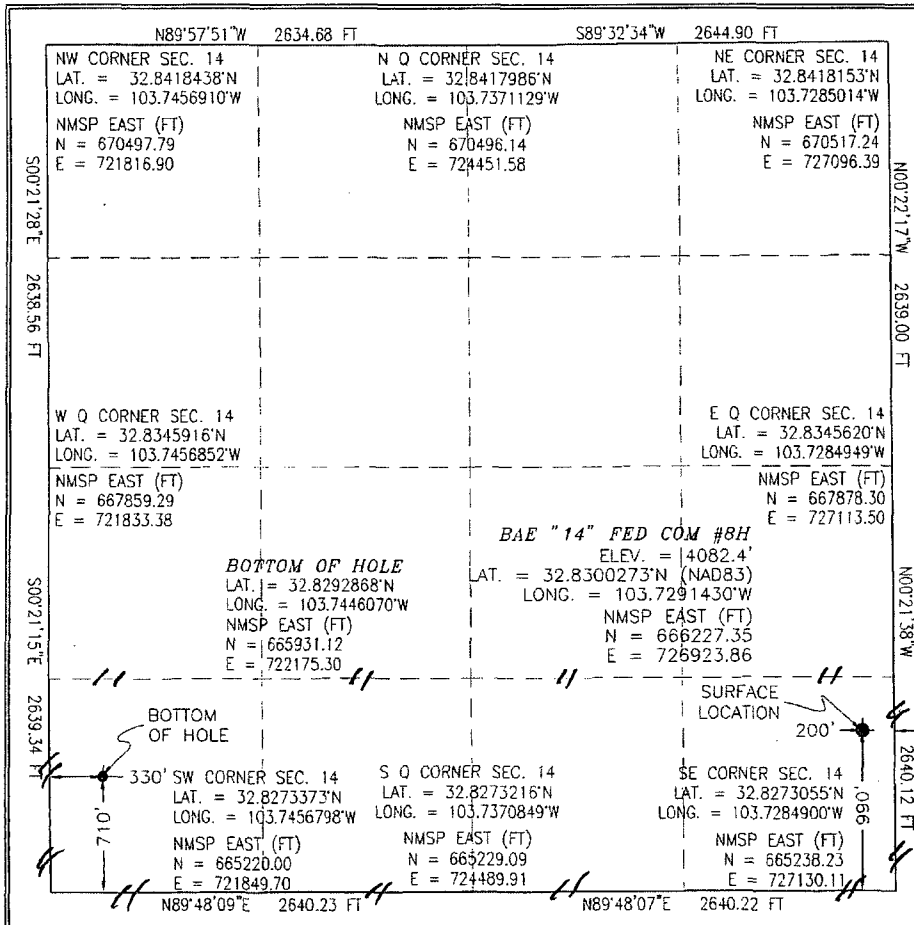 N89°57'51"W 2634.68 FT
S89°32'34"W 2644.90 FT
NW CORNER SEC. 14
LAT. = 32.8418438°N
LONG. = 103.7456910°W
NMSP EAST (FT)
N = 670497.79
E = 721816.90
N Q CORNER SEC. 14
LAT. = 32.8417986°N
LONG. = 103.7371129°W
NMSP EAST (FT)
N = 670496.14
E = 724451.58
NE CORNER SEC. 14
LAT. = 32.8418153°N
LONG. = 103.7285014°W
NMSP EAST (FT)
N = 670517.24
E = 727096.39
S00°21'28"E 2638.56 FT
N00°22'17"W 2639.00 FT
W Q CORNER SEC. 14
LAT. = 32.8345916°N
LONG. = 103.7456852°W
NMSP EAST (FT)
N = 667859.29
E = 721833.38
E Q CORNER SEC. 14
LAT. = 32.8345620°N
LONG. = 103.7284949°W
NMSP EAST (FT)
N = 667878.30
E = 727113.50
BOTTOM OF HOLE
LAT. = 32.8292868°N
LONG. = 103.7446070°W
NMSP EAST (FT)
N = 665931.12
E = 722175.30
BAE "14" FED COM #8H
ELEV. = 4082.4'
LAT. = 32.8300273°N (NAD83)
LONG. = 103.7291430°W
NMSP EAST (FT)
N = 666227.35
E = 726923.86
S00°21'15"E 2639.34 FT
N00°21'38"W 2640.12 FT
BOTTOM
OF HOLE
330'
710'
SURFACE
LOCATION
200'
990'
SW CORNER SEC. 14
LAT. = 32.8273373°N
LONG. = 103.7456798°W
NMSP EAST (FT)
N = 665220.00
E = 721849.70
S Q CORNER SEC. 14
LAT. = 32.8273216°N
LONG. = 103.7370849°W
NMSP EAST (FT)
N = 665229.09
E = 724489.91
SE CORNER SEC. 14
LAT. = 32.8273055°N
LONG. = 103.7284900°W
NMSP EAST (FT)
N = 665238.23
E = 727130.11
N89°48'09"E 2640.23 FT
N89°48'07"E 2640.22 FT